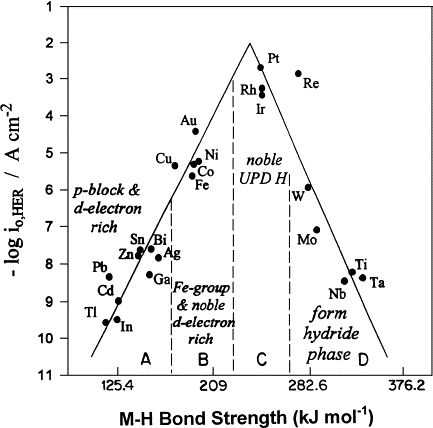 1
2
3
4
5
6
7
8
9
10
11
- log i o,HER / A cm-2
Pt
Re
Rh
Ir
Au
Ni
Cu
Co
Fe
noble
UPD H
p-block &
d-electron
rich
W
Mo
Sn
Bi
Zn
Ag
Pb
Ga
Cd
Tl
In
Ti
Ta
Nb
Fe-group & noble
d-electron
rich
form
hydride
phase
A
B
C
D
125.4
209
282.6
376.2
M-H Bond Strength (kJ mol-1)